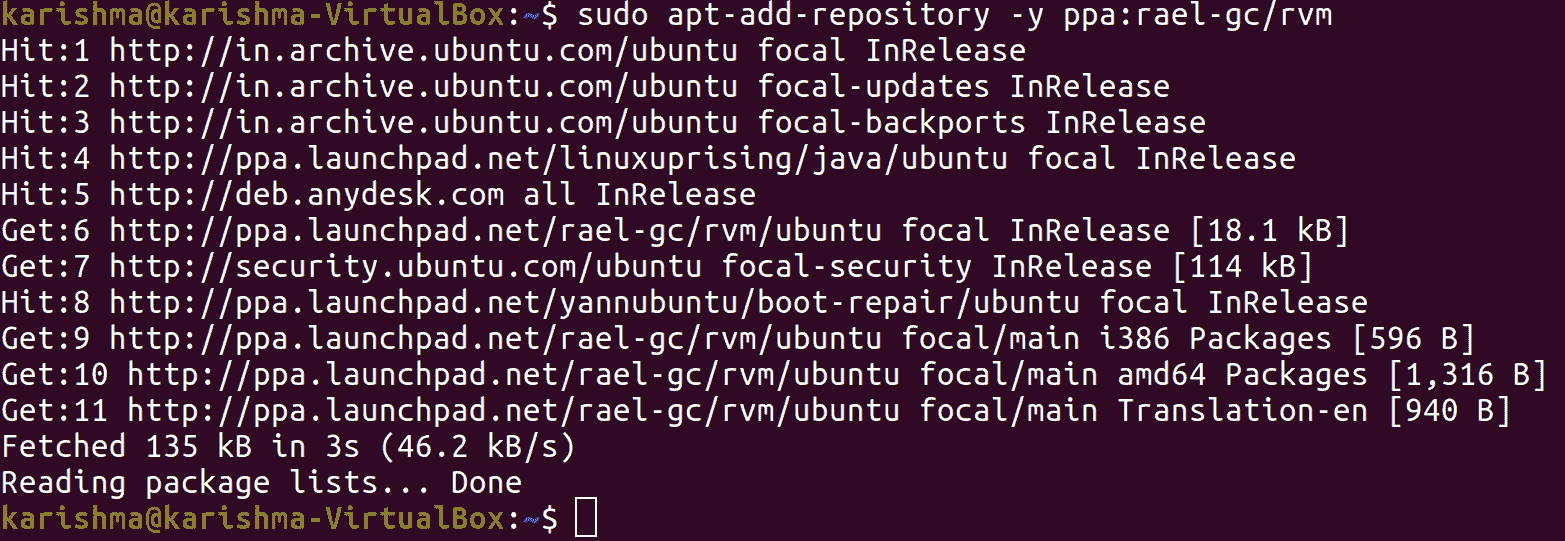 karishma@karishma-VirtualBox:~$ sudo apt-add-repository -y ppa:rael-gc/rvm
Hit:1 http://in.archive.ubuntu.com/ubuntu focal InRelease
Hit:2 http://in.archive.ubuntu.com/ubuntu focal-updates InRelease
Hit:3 http://in.archive.ubuntu.com/ubuntu focal-backports InRelease
Hit:4 http://ppa.launchpad.net/linuxuprising/java/ubuntu focal InRelease
Hit:5 http://deb.anydesk.com all InRelease
Get:6 http://ppa.launchpad.net/rael-gc/rvm/ubuntu focal InRelease [18.1 kB]
Get:7 http://security.ubuntu.com/ubuntu focal-security InRelease [114 kB]
Hit:8 http://ppa.launchpad.net/yannubuntu/boot-repair/ubuntu focal InRelease
Get:9 http://ppa.launchpad.net/rael-gc/rvm/ubuntu focal/main i386 Packages [596 B]
Get:10 http://ppa.launchpad.net/rael-gc/rvm/ubuntu focal/main amd64 Packages [1,316 B]
Get:11 http://ppa.launchpad.net/rael-gc/rvm/ubuntu focal/main Translation-en [940 B]
Fetched 135 kB in 3s (46.2 kB/s)
Reading package lists... Done
karishma@karishma-VirtualBox:~$